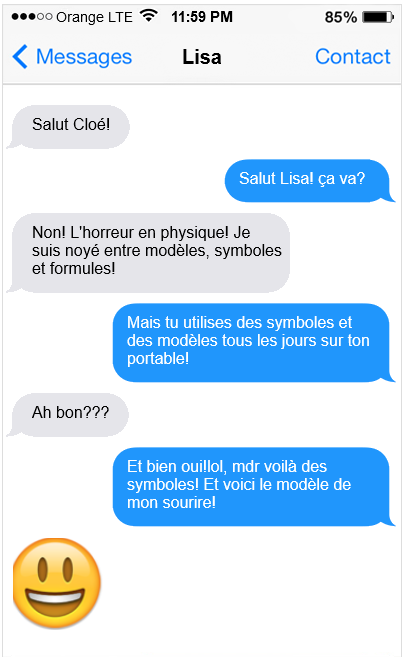 Orange LTE 11:59 PM 85%
Messages Lisa Contact
Salut Cloé!
Salut Lisa! ça va?
Non! L'horreur en physique! Je
suis noyé entre modèles, symboles
et formules!
Mais tu utilises des symboles et
des modèles tous les jours sur ton
portable!
Ah bon???
Et bien oui!lol, mdr voilà des
symboles! Et voici le modèle de
mon sourire!